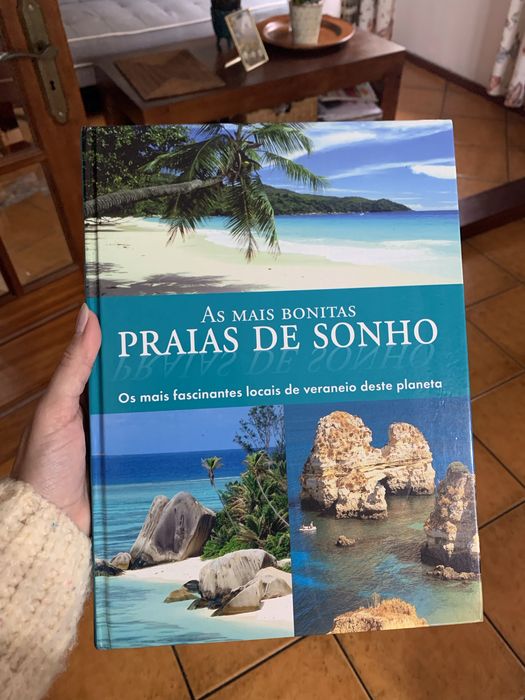 As mais bonitas
PRAIAS DE SONHO
Os mais fascinantes locais de veraneio deste planeta